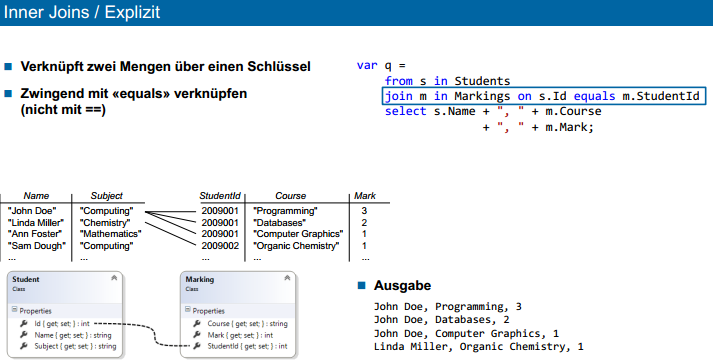 Inner Joins / Explizit
Verknüpft zwei Mengen über einen Schlüssel
Zwingend mit «equals» verknüpfen
(nicht mit ==)
var q =
from s in Students
join m in Markings on s.Id equals m.StudentId
select s.Name + ", " + m.Course
+ ", " + m.Mark;
Name Subject StudentId Course Mark
"John Doe" "Computing" 2009001 "Programming" 3
"Linda Miller" "Chemistry" 2009001 "Databases" 2
"Ann Foster" "Mathematics" 2009001 "Computer Graphics" 1
"Sam Dough" "Computing" 2009002 "Organic Chemistry" 1
... ... ... ... ...
Student
Class
Properties
Id { get; set; } : int
Name { get; set; } : string
Subject { get; set; } : string
Marking
Class
Properties
Course { get; set; } : string
Mark { get; set; } : int
StudentId { get; set; } : int
Ausgabe
John Doe, Programming, 3
John Doe, Databases, 2
John Doe, Computer Graphics, 1
Linda Miller, Organic Chemistry, 1